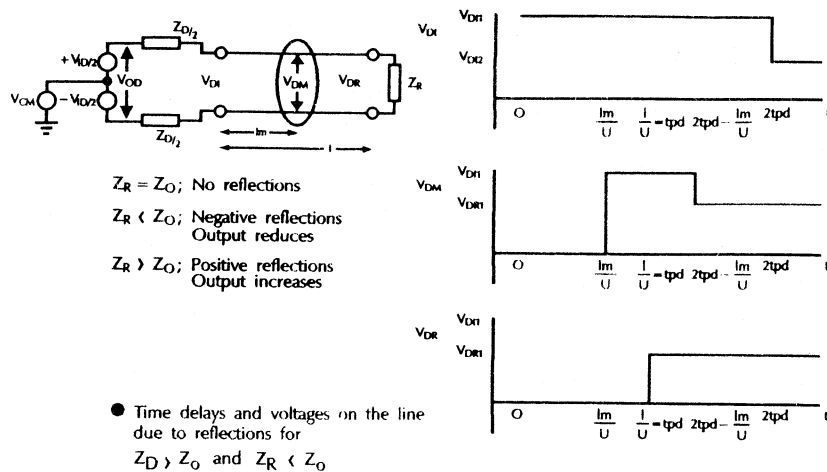 Z_D/2
+V_ID/2
V_OD
V_DI
V_DM
V_DR
Z_R
V_CM
−V_ID/2
Z_D/2
lm
l
Z_R = Z_O; No reflections
Z_R < Z_O; Negative reflections
Output reduces
Z_R > Z_O; Positive reflections
Output increases
● Time delays and voltages on the line
due to reflections for
Z_D > Z_O and Z_R < Z_O
V_DI
V_DI1
V_DI2
O lm/U l/U = tpd 2tpd − lm/U 2tpd
V_DM
V_DI1
V_DR1
O lm/U l/U = tpd 2tpd − lm/U 2tpd t
V_DR
V_DI1
V_DR1
O lm/U l/U = tpd 2tpd − lm/U 2tpd t